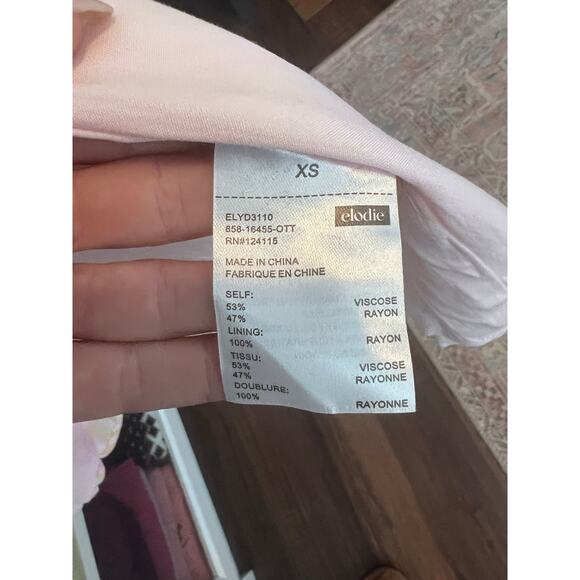 XS
ELYD3110
elodie
858-16455-OTT
RN#124115
MADE IN CHINA
FABRIQUE EN CHINE
SELF:
53% VISCOSE
47% RAYON
LINING:
100% RAYON
TISSU:
53% VISCOSE
47% RAYONNE
DOUBLURE:
100% RAYONNE